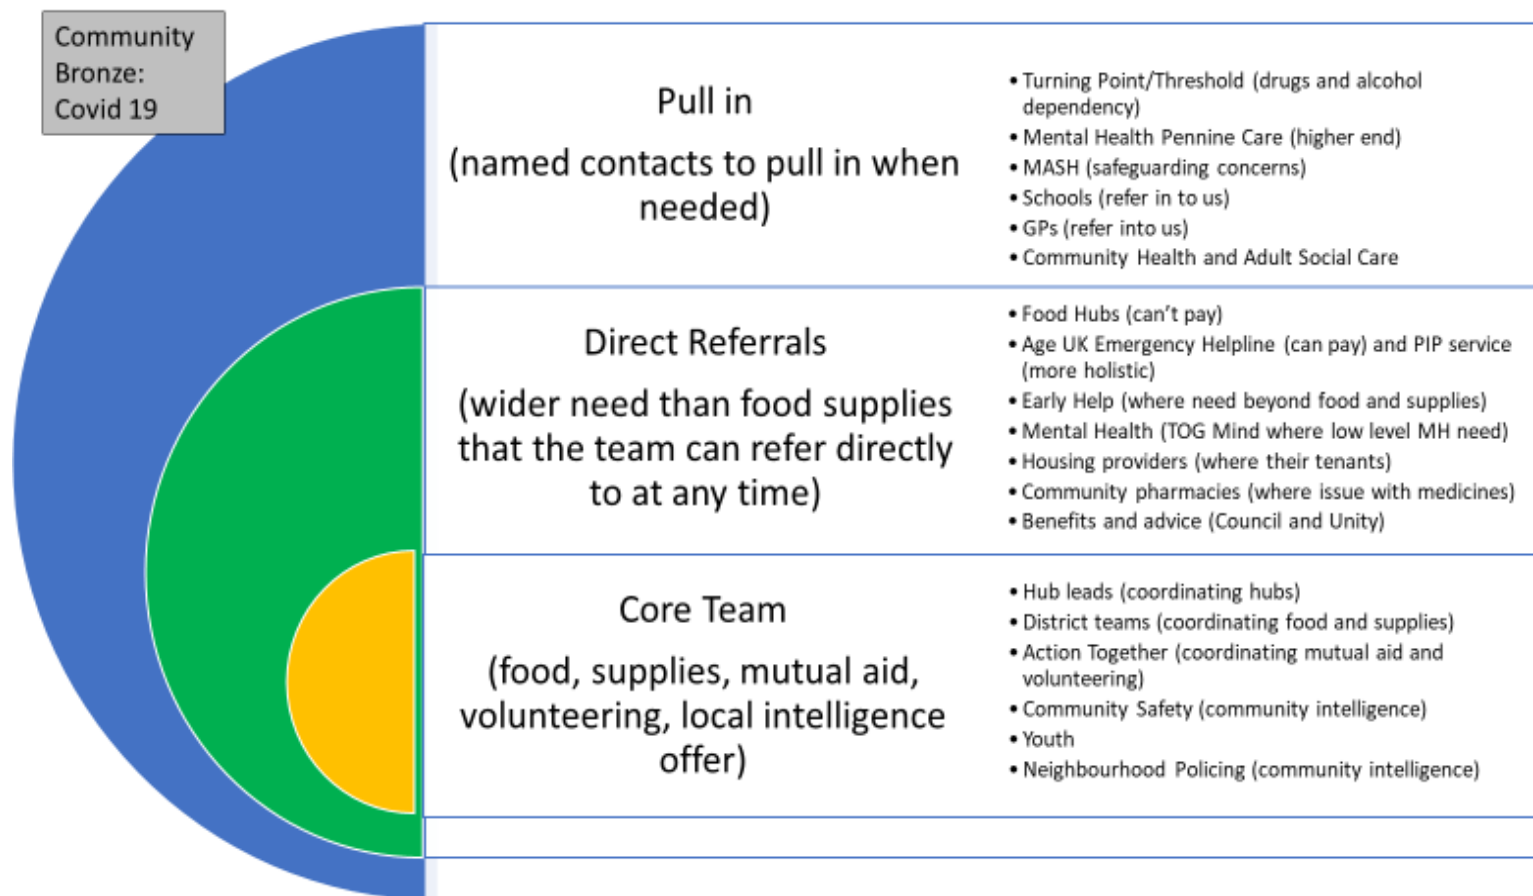 Community
Bronze:
Covid 19
Pull in
(named contacts to pull in when
needed)
• Turning Point/Threshold (drugs and alcohol
dependency)
• Mental Health Pennine Care (higher end)
• MASH (safeguarding concerns)
• Schools (refer in to us)
• GPs (refer into us)
• Community Health and Adult Social Care
Direct Referrals
(wider need than food supplies
that the team can refer directly
to at any time)
• Food Hubs (can't pay)
• Age UK Emergency Helpline (can pay) and PIP service
(more holistic)
• Early Help (where need beyond food and supplies)
• Mental Health (TOG Mind where low level MH need)
• Housing providers (where their tenants)
• Community pharmacies (where issue with medicines)
• Benefits and advice (Council and Unity)
Core Team
(food, supplies, mutual aid,
volunteering, local intelligence
offer)
• Hub leads (coordinating hubs)
• District teams (coordinating food and supplies)
• Action Together (coordinating mutual aid and
volunteering)
• Community Safety (community intelligence)
• Youth
• Neighbourhood Policing (community intelligence)